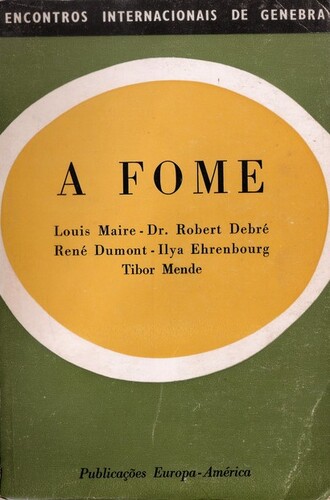 ENCONTROS INTERNACIONAIS DE GENEBRA
A FOME
Louis Maire - Dr. Robert Debré
René Dumont - Ilya Ehrenbourg
Tibor Mende
Publicações Europa-América